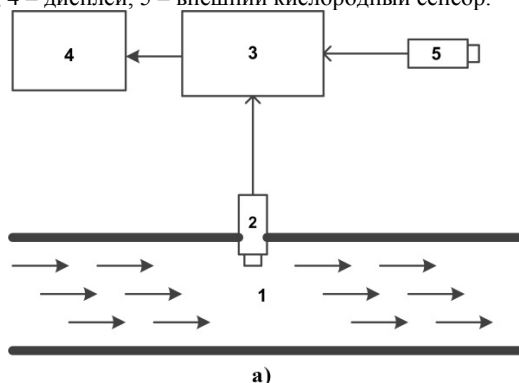 4 – дисплей, 5 – внешний кислородный сенсор.
4
3
5
2
1
а)